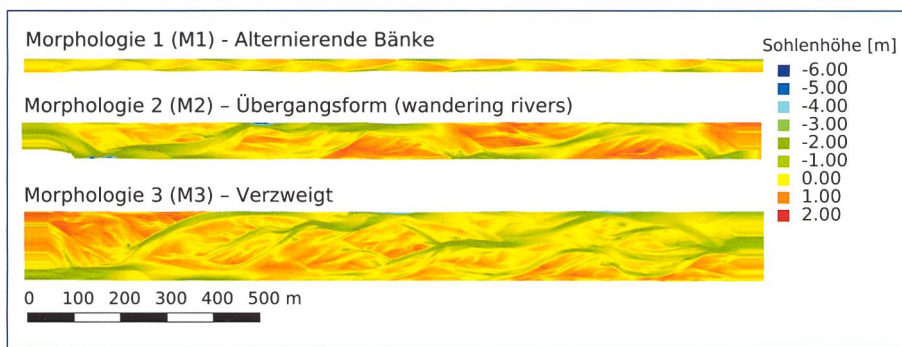 Morphologie 1 (M1) - Alternierende Bänke
Morphologie 2 (M2) – Übergangsform (wandering rivers)
Morphologie 3 (M3) – Verzweigt
0 100 200 300 400 500 m
Sohlenhöhe [m]
-6.00
-5.00
-4.00
-3.00
-2.00
-1.00
0.00
1.00
2.00